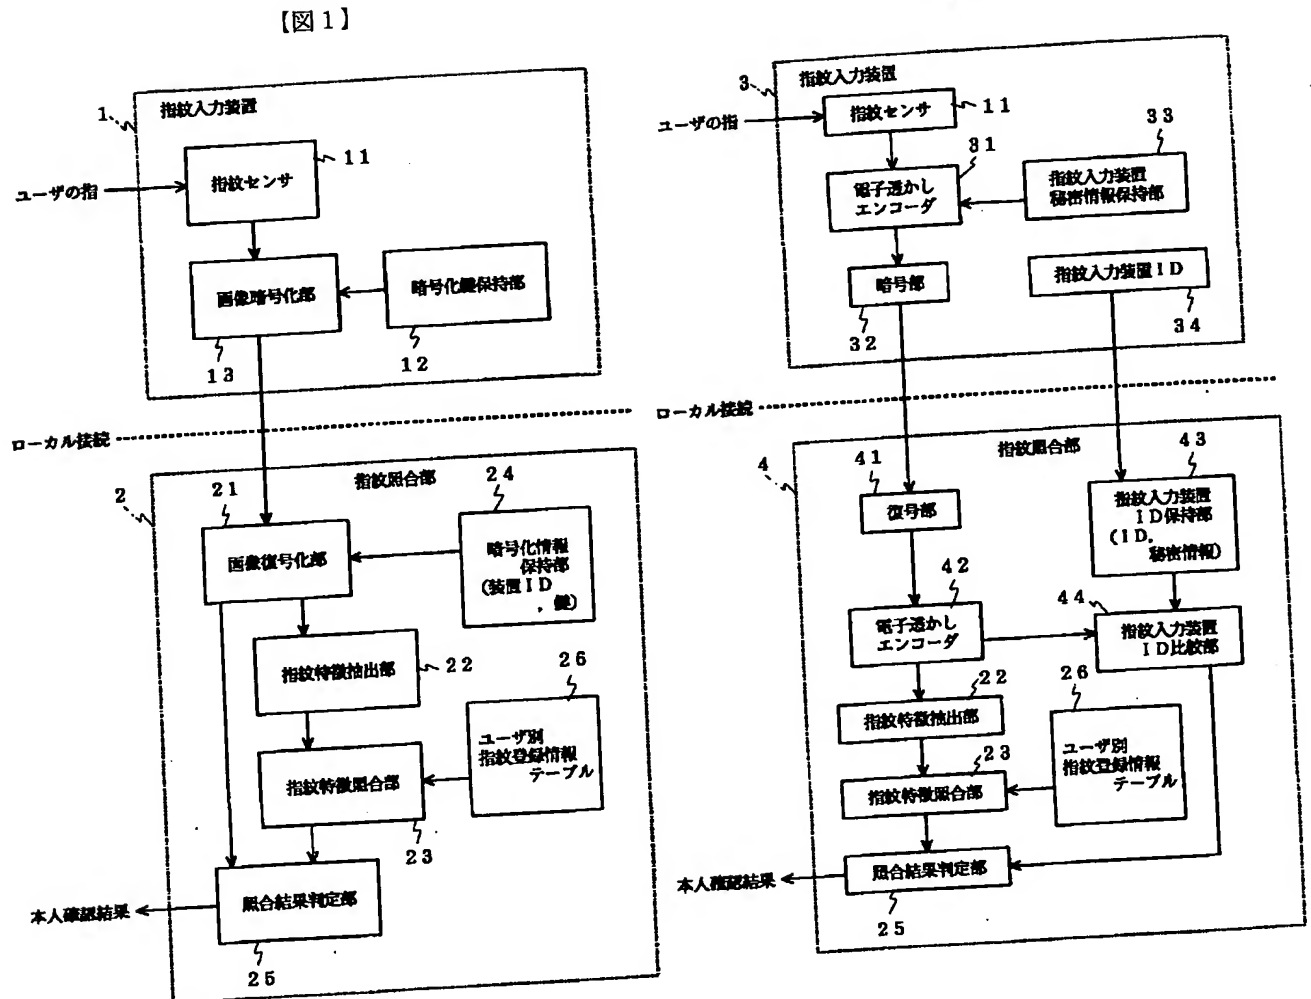 【図１】
1
指紋入力装置
ユーザの指
指紋センサ
11
画像暗号化部
13
暗号化鍵保持部
12
ローカル接続
指紋照合部
2
21
画像復号化部
24
暗号化情報
保持部
(装置ID
，鍵)
指紋特徴抽出部
22
26
ユーザ別
指紋登録情報
テーブル
指紋特徴照合部
23
照合結果判定部
25
本人確認結果
3
指紋入力装置
ユーザの指
指紋センサ
11
31
電子透かし
エンコーダ
33
指紋入力装置
秘密情報保持部
暗号部
32
指紋入力装置ID
34
ローカル接続
指紋照合部
4
41
復号部
43
指紋入力装置
ID保持部
(ID，
秘密情報)
42
電子透かし
エンコーダ
44
指紋入力装置
ID比較部
22
指紋特徴抽出部
26
ユーザ別
指紋登録情報
テーブル
23
指紋特徴照合部
照合結果判定部
25
本人確認結果